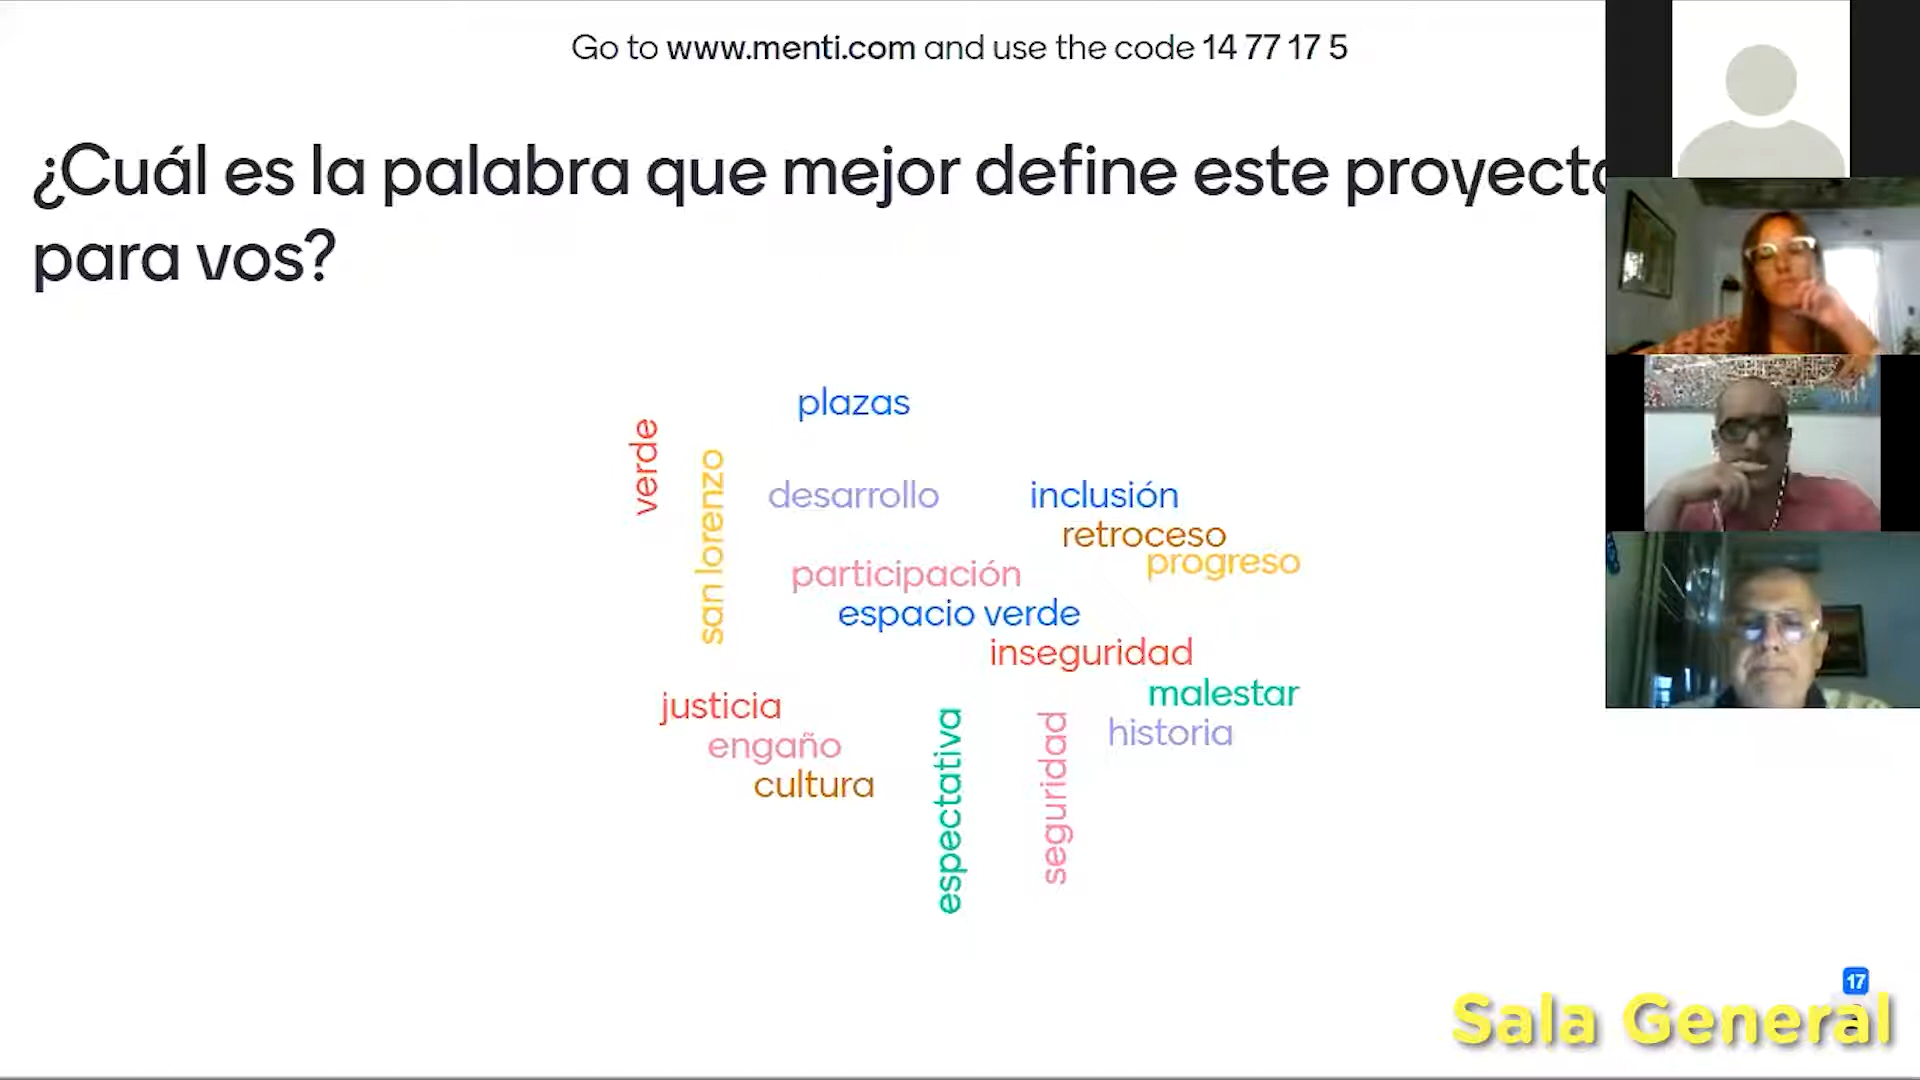 Go to www.menti.com and use the code 14 77 17 5
¿Cuál es la palabra que mejor define este proyecto
para vos?
plazas
verde
san lorenzo
desarrollo
inclusión
retroceso
progreso
participación
espacio verde
inseguridad
malestar
justicia
historia
engaño
cultura
espectativa
seguridad
17
Sala General